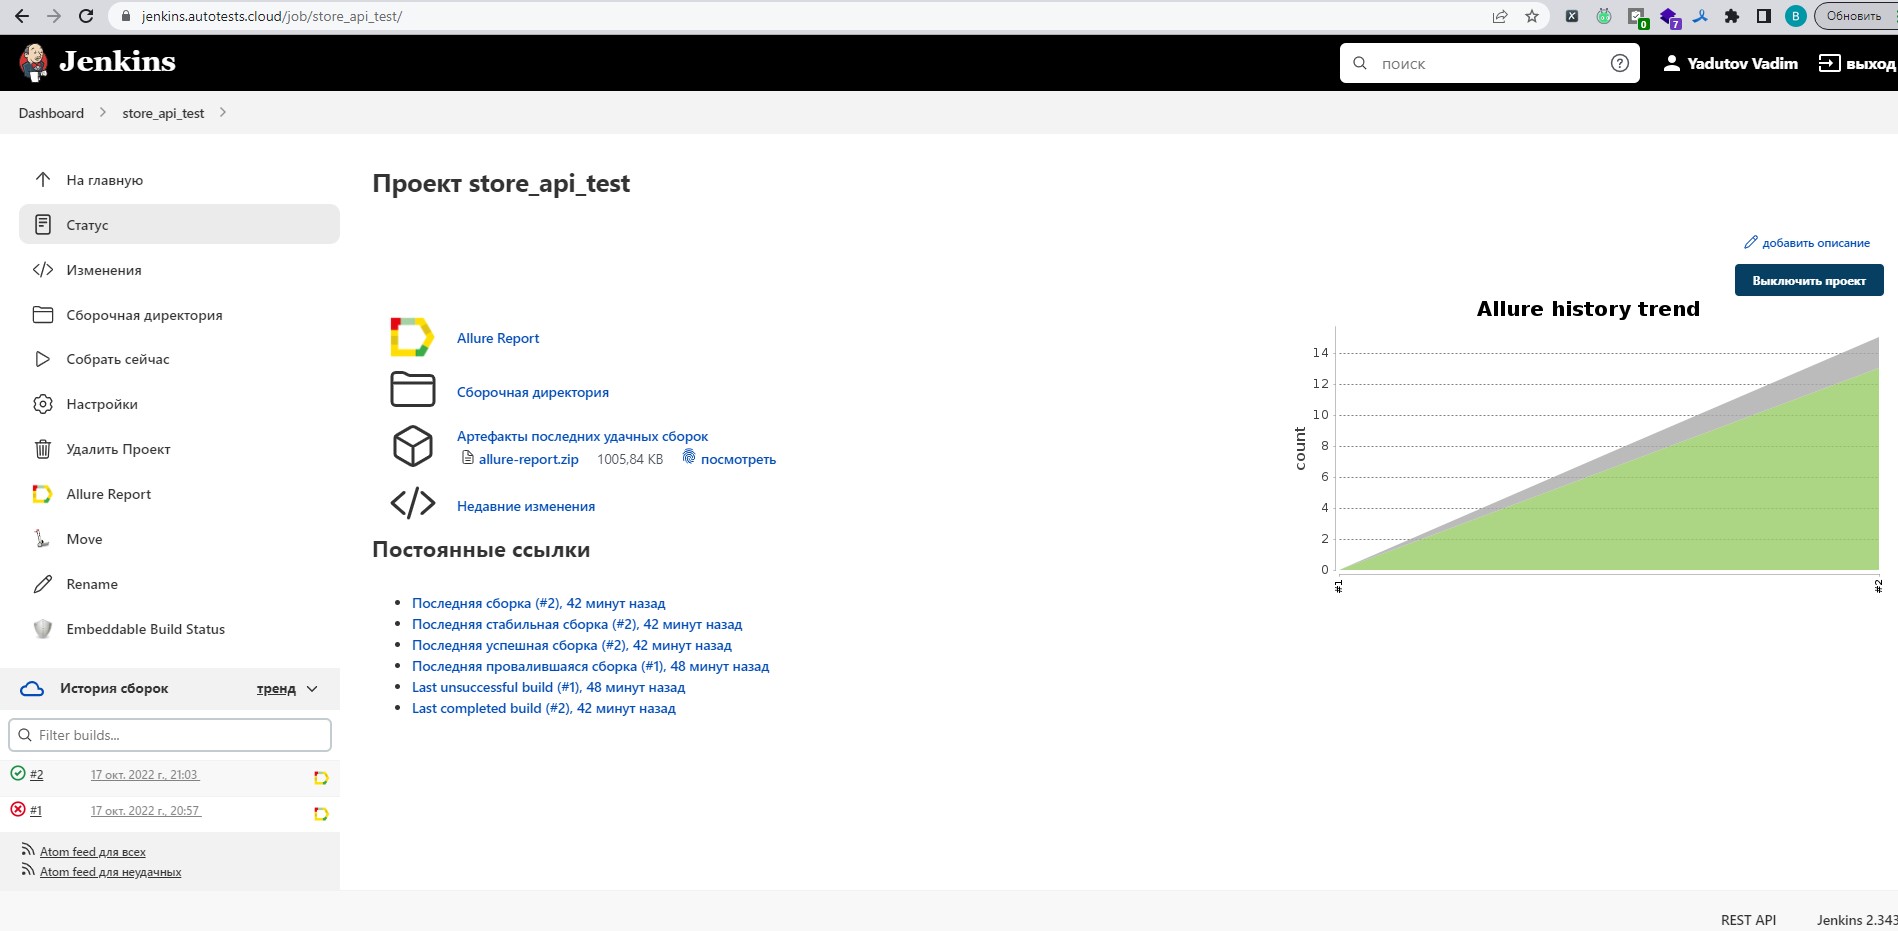 jenkins.autotests.cloud/job/store_api_test/
0
7
B
Обновить
Jenkins
поиск
Yadutov Vadim
выход
Dashboard
store_api_test
На главную
Статус
Изменения
Сборочная директория
Собрать сейчас
Настройки
Удалить Проект
Allure Report
Move
Rename
Embeddable Build Status
История сборок
тренд
Filter builds...
#2 17 окт. 2022 г., 21:03
#1 17 окт. 2022 г., 20:57
Atom feed для всех
Atom feed для неудачных
Проект store_api_test
добавить описание
Выключить проект
Allure Report
Сборочная директория
Артефакты последних удачных сборок
allure-report.zip 1005,84 KB посмотреть
Недавние изменения
Постоянные ссылки
Последняя сборка (#2), 42 минут назад
Последняя стабильная сборка (#2), 42 минут назад
Последняя успешная сборка (#2), 42 минут назад
Последняя провалившаяся сборка (#1), 48 минут назад
Last unsuccessful build (#1), 48 минут назад
Last completed build (#2), 42 минут назад
Allure history trend
count
14
12
10
8
6
4
2
0
#1
#2
REST API
Jenkins 2.343